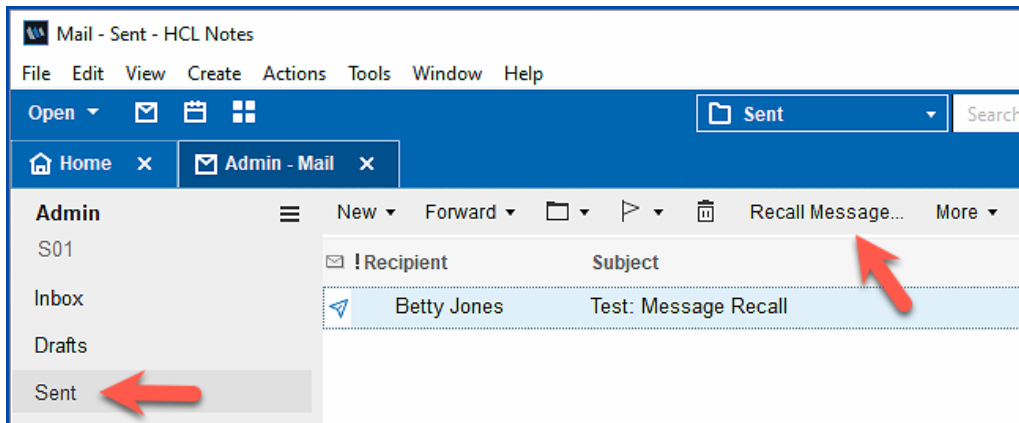 Mail - Sent - HCL Notes
File Edit View Create Actions Tools Window Help
Open Sent Search
Home Admin - Mail
Admin New Forward Recall Message... More
S01
! Recipient Subject
Inbox Betty Jones Test: Message Recall
Drafts
Sent